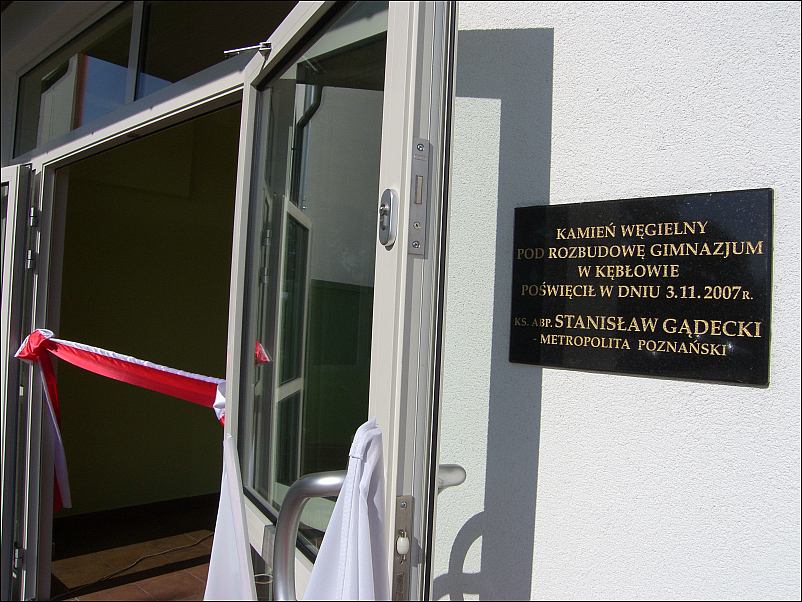 KAMIEŃ WĘGIELNY
POD ROZBUDOWĘ GIMNAZJUM
W KĘBŁOWIE
POŚWIĘCIŁ W DNIU 3.11.2007R.
KS. ABP. STANISŁAW GĄDECKI
- METROPOLITA POZNAŃSKI